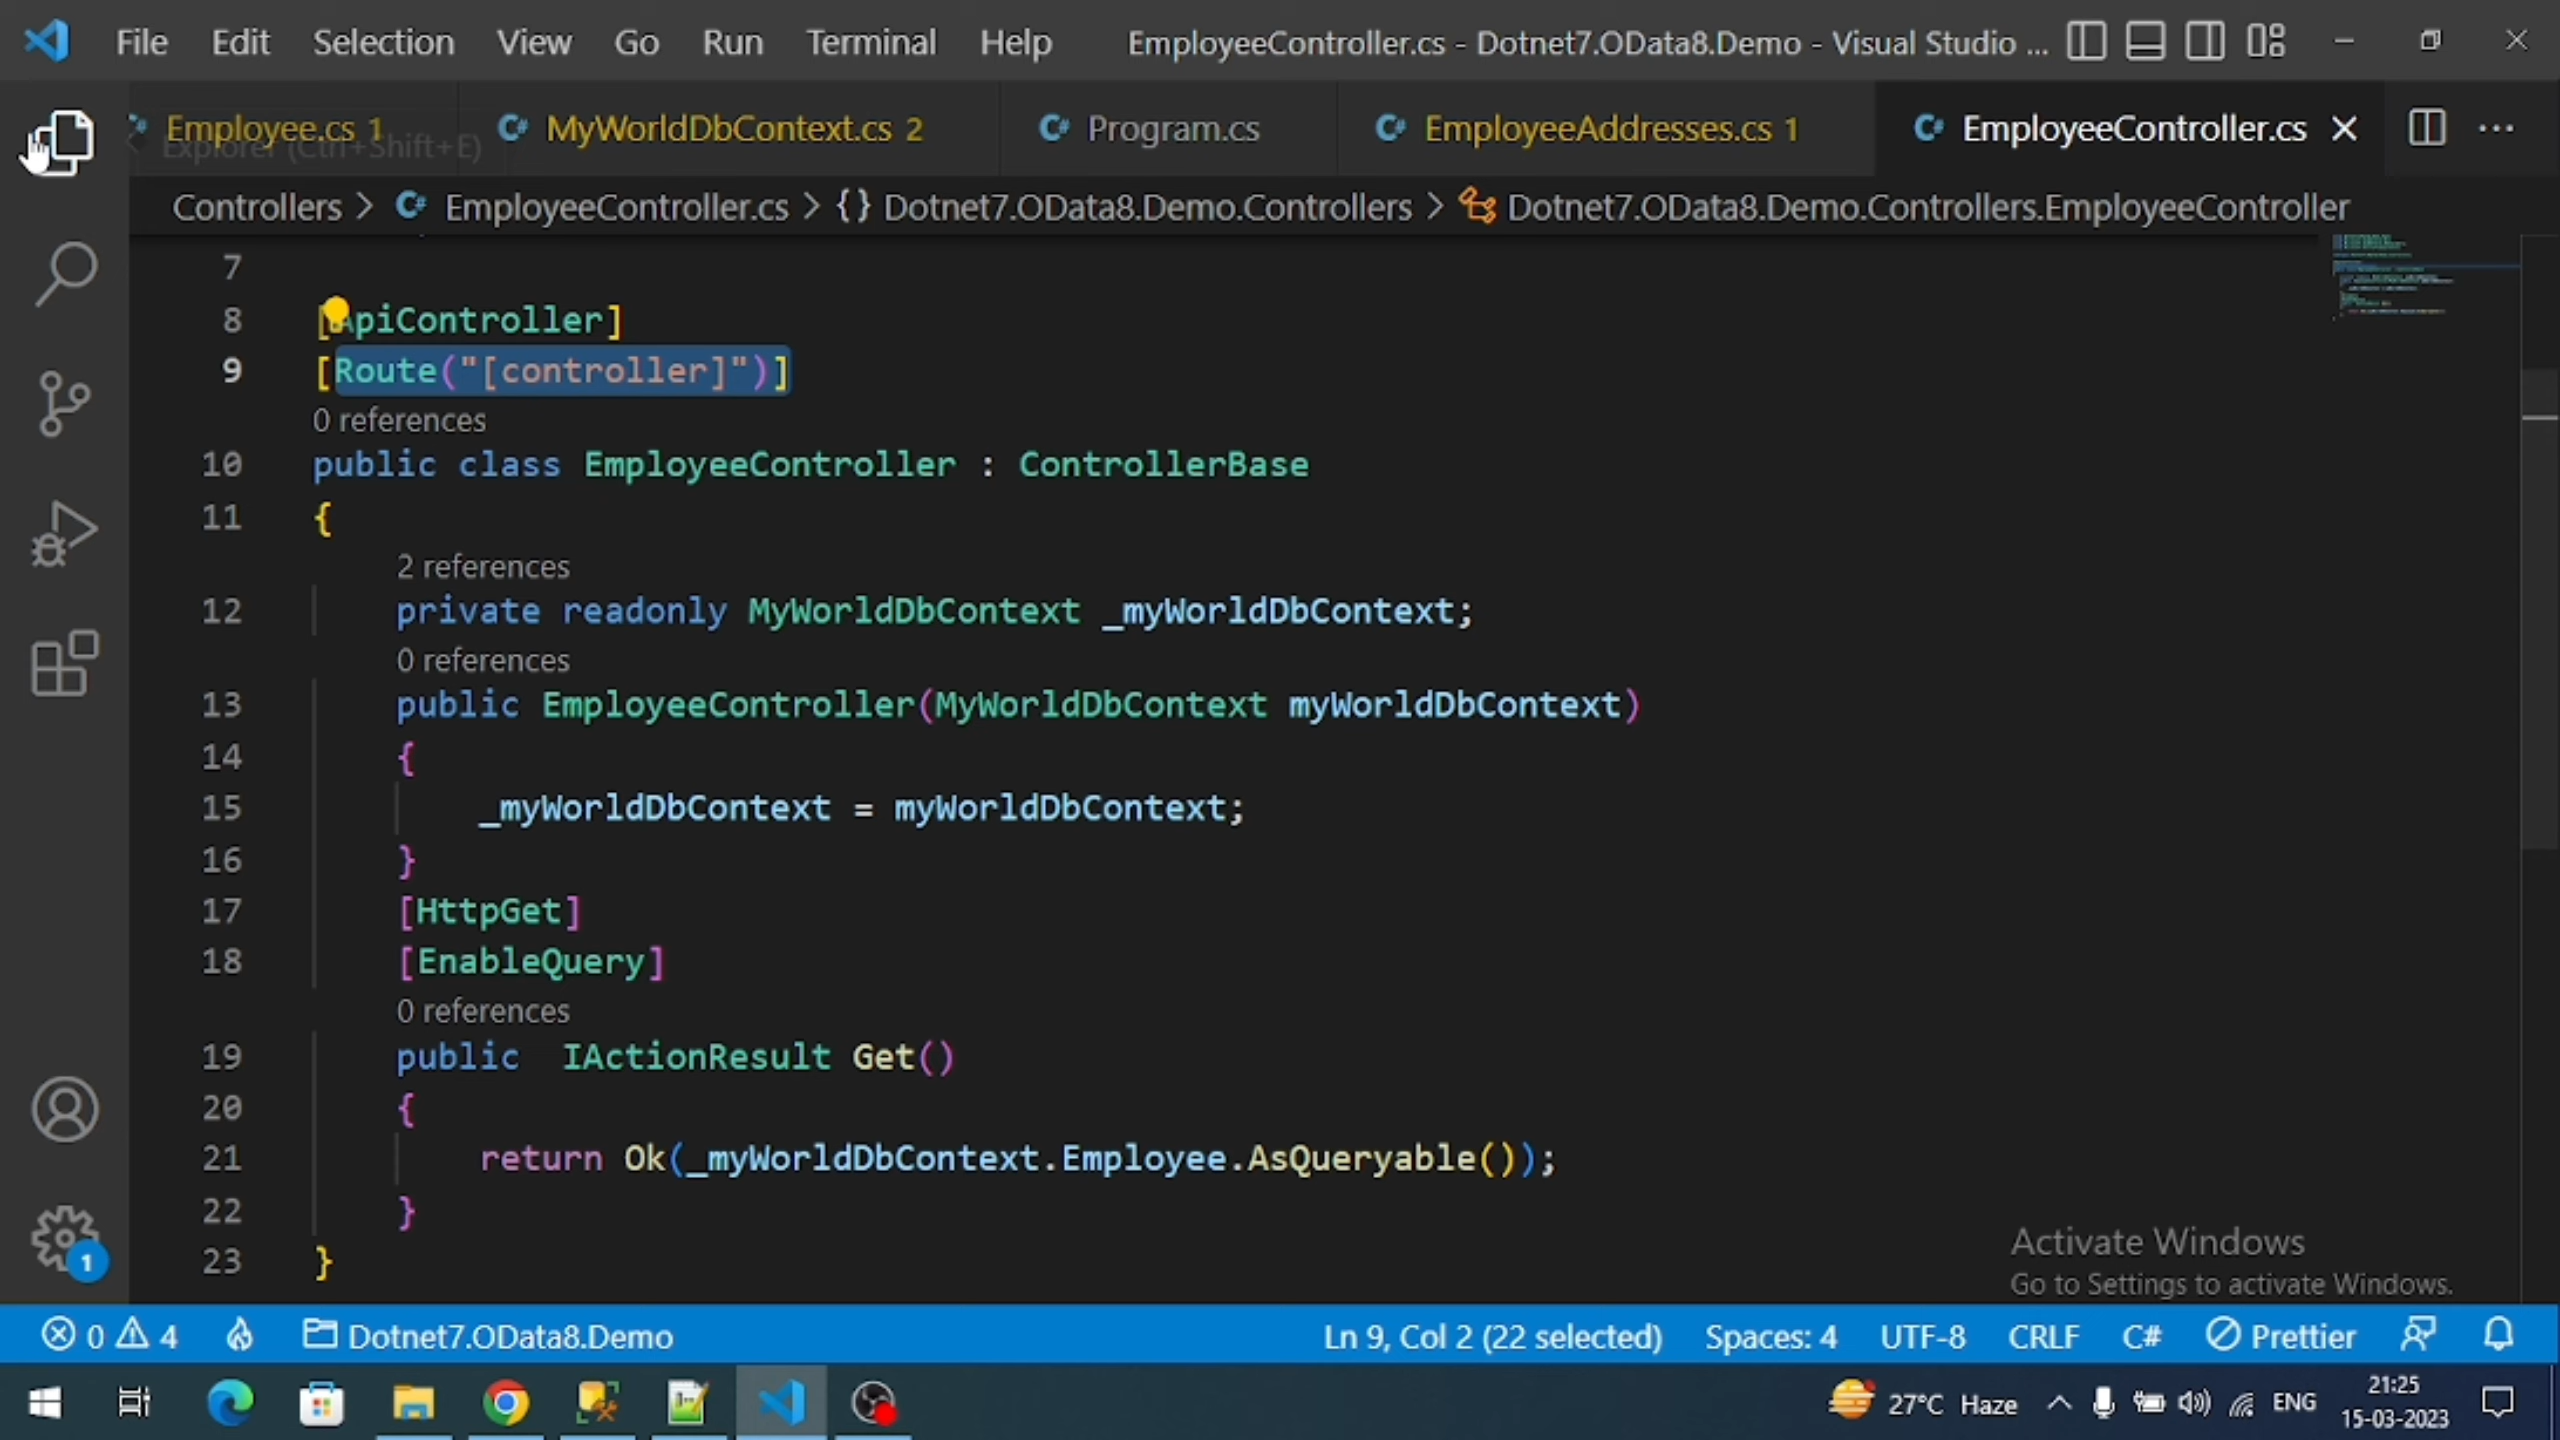 File Edit Selection View Go Run Terminal Help EmployeeController.cs - Dotnet7.OData8.Demo - Visual Studio ...
Employee.cs 1 MyWorldDbContext.cs 2 Program.cs EmployeeAddresses.cs 1 EmployeeController.cs
Explorer (Ctrl+Shift+E)
Controllers > EmployeeController.cs > {} Dotnet7.OData8.Demo.Controllers > Dotnet7.OData8.Demo.Controllers.EmployeeController
7
8 [ApiController]
9 [Route("[controller]")]
0 references
10 public class EmployeeController : ControllerBase
11 {
2 references
12 private readonly MyWorldDbContext _myWorldDbContext;
0 references
13 public EmployeeController(MyWorldDbContext myWorldDbContext)
14 {
15 _myWorldDbContext = myWorldDbContext;
16 }
17 [HttpGet]
18 [EnableQuery]
0 references
19 public  IActionResult Get()
20 {
21 return Ok(_myWorldDbContext.Employee.AsQueryable());
22 }
23 }
Activate Windows
Go to Settings to activate Windows.
1
0 4 Dotnet7.OData8.Demo Ln 9, Col 2 (22 selected) Spaces: 4 UTF-8 CRLF C# Prettier
27°C Haze ENG 21:25
15-03-2023